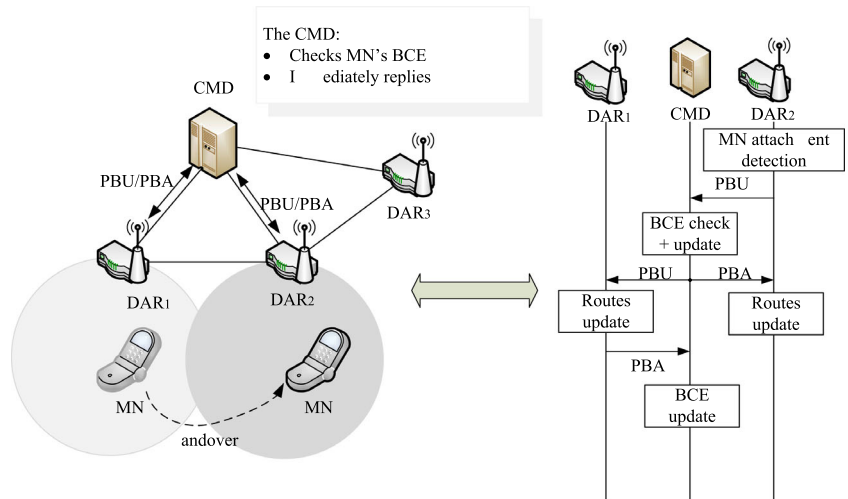 The CMD:
• Checks MN's BCE
• I ediately replies
CMD
PBU/PBA
PBU/PBA
DAR3
DAR1
DAR2
MN
MN
andover
DAR1
CMD
DAR2
MN attach ent
detection
PBU
BCE check
+ update
PBU
PBA
Routes
update
Routes
update
PBA
BCE
update